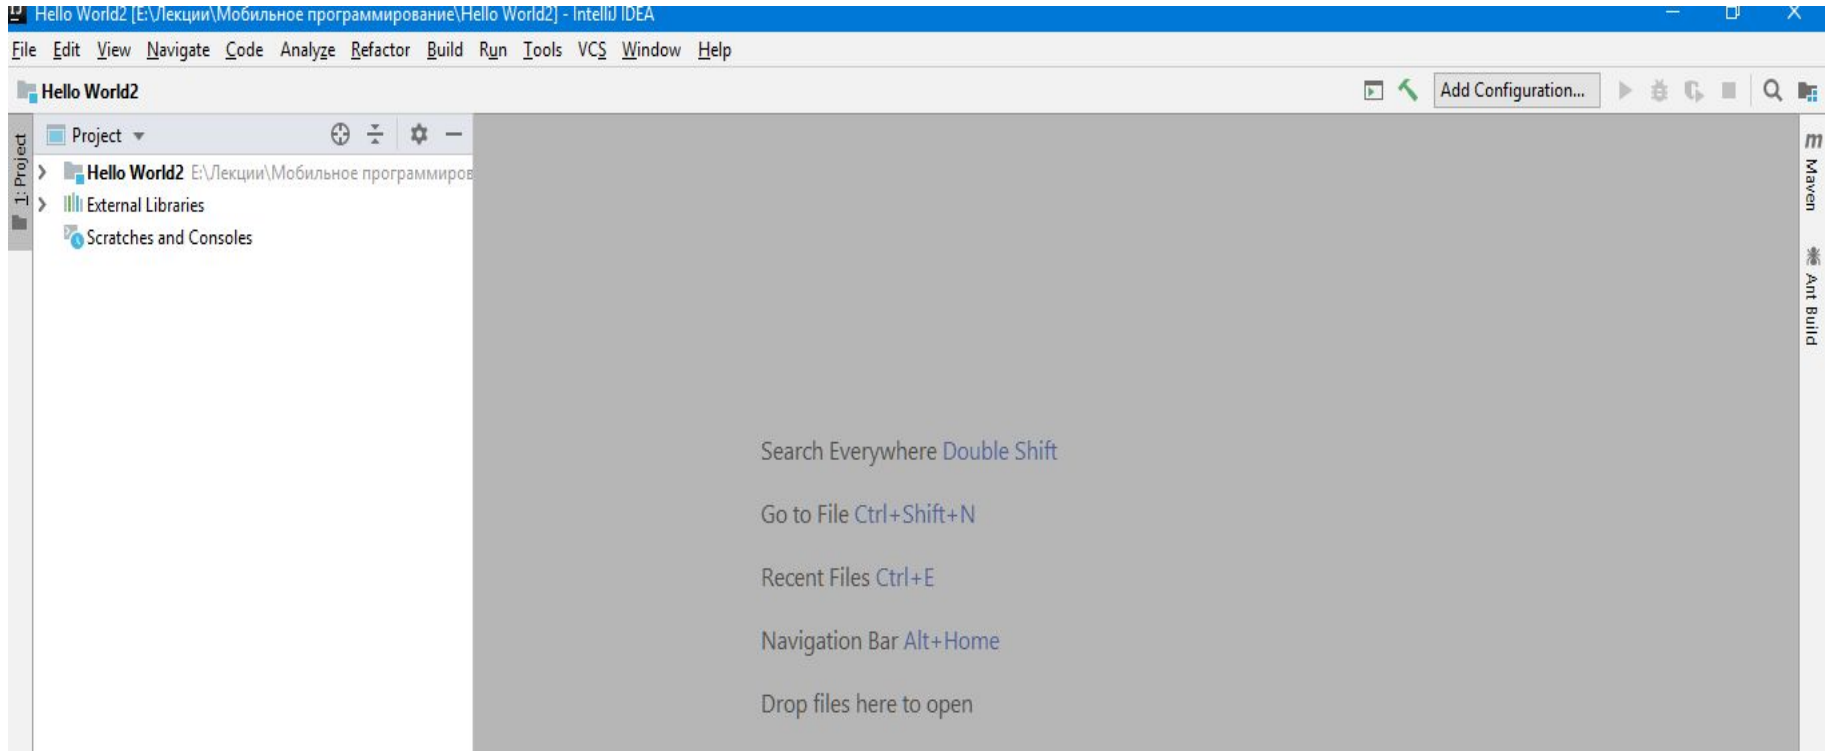 Hello World2 [E:\Лекции\Мобильное программирование\Hello World2] - IntelliJ IDEA
File Edit View Navigate Code Analyze Refactor Build Run Tools VCS Window Help
Hello World2
Add Configuration...
1: Project
Project
Hello World2 E:\Лекции\Мобильное программиров
External Libraries
Scratches and Consoles
Search Everywhere Double Shift
Go to File Ctrl+Shift+N
Recent Files Ctrl+E
Navigation Bar Alt+Home
Drop files here to open
m Maven
Ant Build